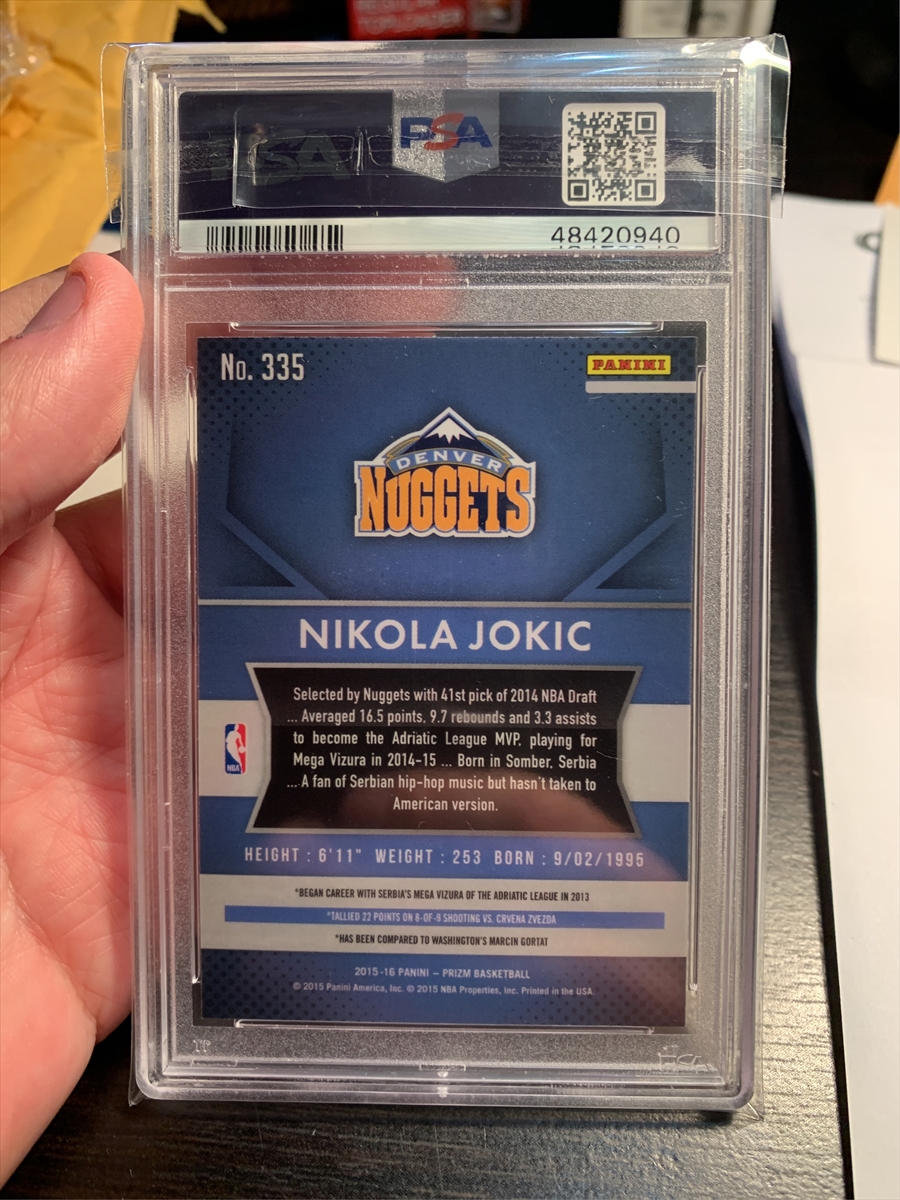 REGULAR
TOPLOADER
PSA
PSA
48420940
No. 335
PANINI
DENVER
NUGGETS
NIKOLA JOKIC
Selected by Nuggets with 41st pick of 2014 NBA Draft
... Averaged 16.5 points, 9.7 rebounds and 3.3 assists
to become the Adriatic League MVP, playing for
Mega Vizura in 2014-15 ... Born in Somber, Serbia
... A fan of Serbian hip-hop music but hasn't taken to
American version.
NBA
HEIGHT : 6'11" WEIGHT : 253 BORN : 9/02/1995
*BEGAN CAREER WITH SERBIA'S MEGA VIZURA OF THE ADRIATIC LEAGUE IN 2013
*TALLIED 22 POINTS ON 8-OF-9 SHOOTING VS. CRVENA ZVEZDA
*HAS BEEN COMPARED TO WASHINGTON'S MARCIN GORTAT
2015-16 PANINI – PRIZM BASKETBALL
© 2015 Panini America, Inc. © 2015 NBA Properties, Inc. Printed in the USA.
PSA